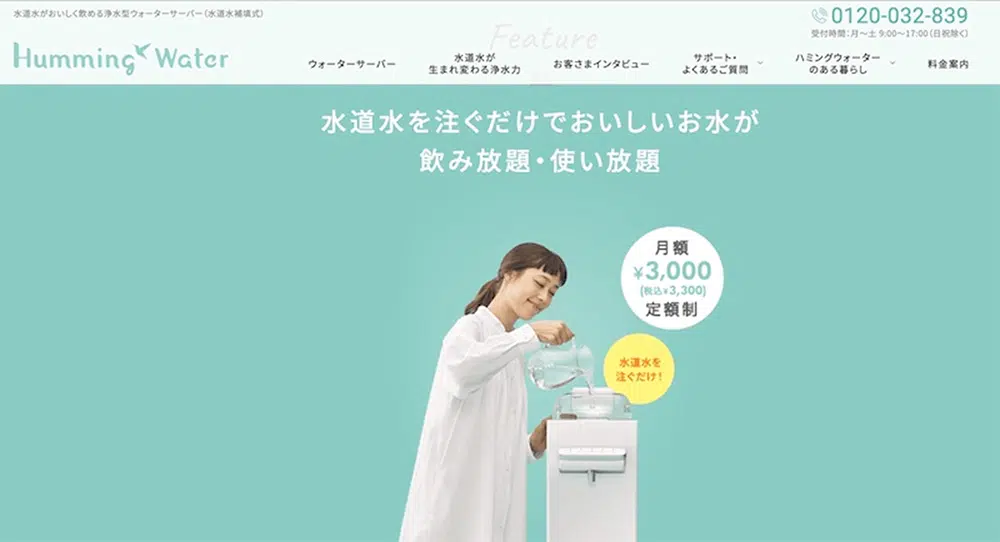 水道水がおいしく飲める浄水型ウォーターサーバー（水道水補填式）
Humming Water
0120-032-839
受付時間：月〜土 9:00〜17:00（日祝除く）
Feature
ウォーターサーバー
水道水が
生まれ変わる浄水力
お客さまインタビュー
サポート・
よくあるご質問
ハミングウォーター
のある暮らし
料金案内
水道水を注ぐだけでおいしいお水が
飲み放題・使い放題
月額
¥3,000
(税込¥3,300)
定額制
水道水を
注ぐだけ！